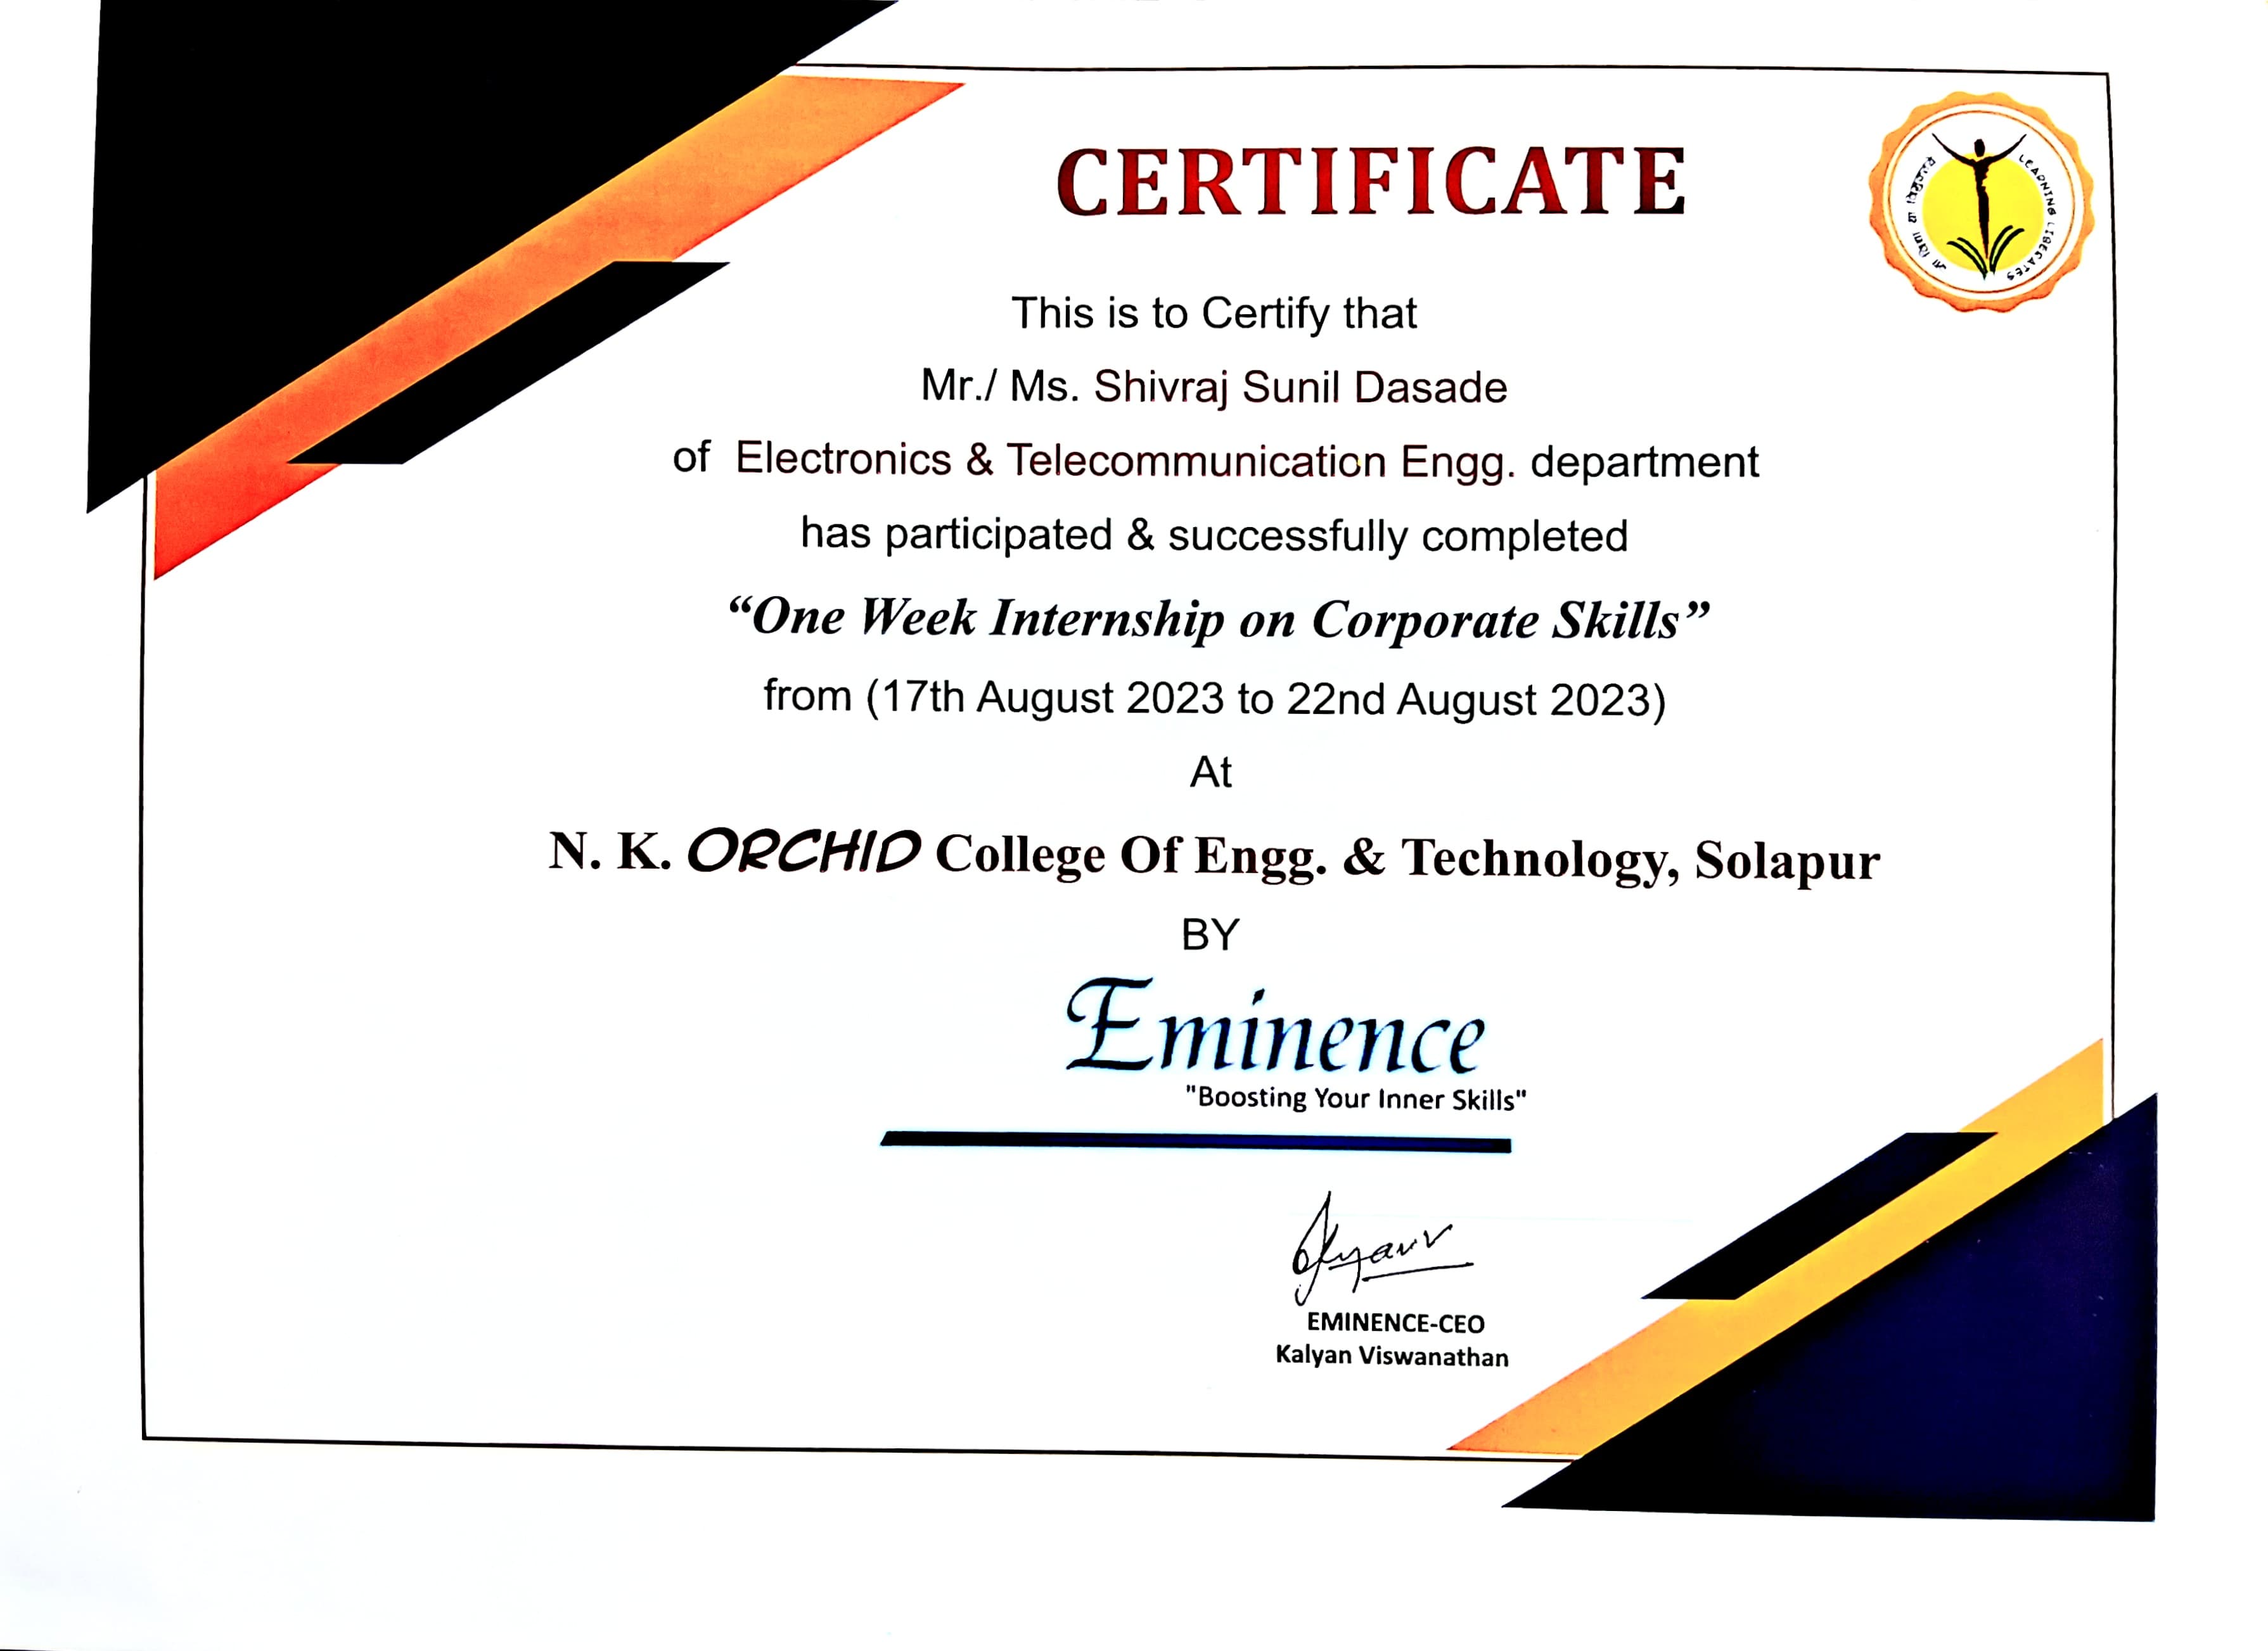 CERTIFICATE
सा विद्या या विमुक्तये
LEARNING LIBERATES
This is to Certify that
Mr./ Ms. Shivraj Sunil Dasade
of Electronics & Telecommunication Engg. department
has participated & successfully completed
“One Week Internship on Corporate Skills”
from (17th August 2023 to 22nd August 2023)
At
N. K. ORCHID College Of Engg. & Technology, Solapur
BY
Eminence
"Boosting Your Inner Skills"
EMINENCE-CEO
Kalyan Viswanathan